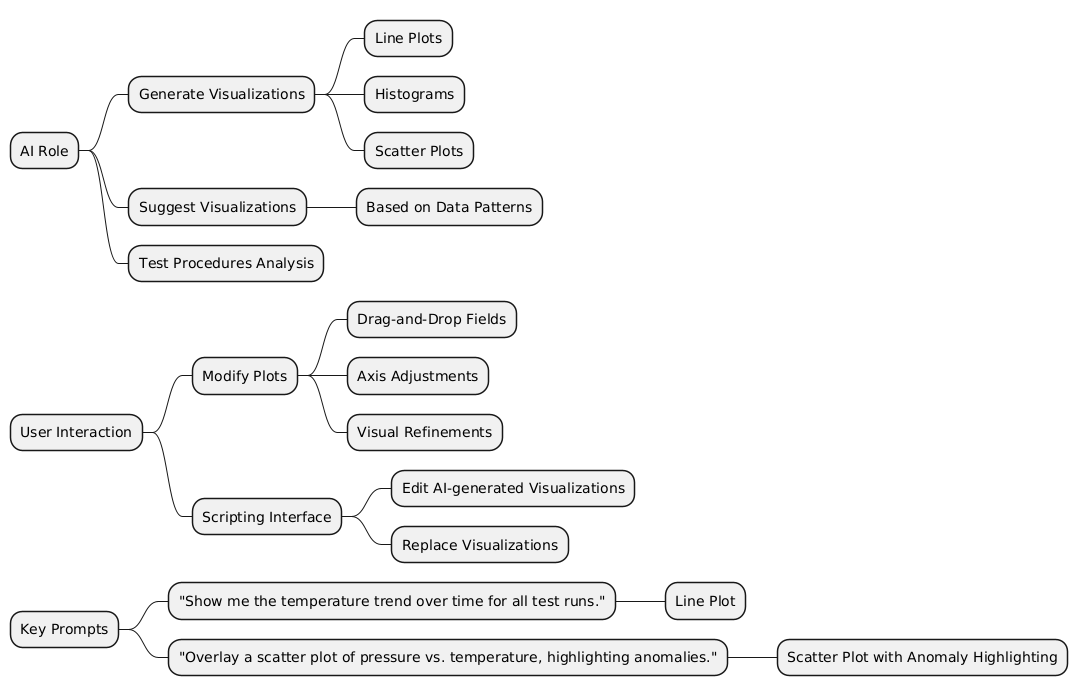 AI Role
Generate Visualizations
Line Plots
Histograms
Scatter Plots
Suggest Visualizations
Based on Data Patterns
Test Procedures Analysis
User Interaction
Modify Plots
Drag-and-Drop Fields
Axis Adjustments
Visual Refinements
Scripting Interface
Edit AI-generated Visualizations
Replace Visualizations
Key Prompts
"Show me the temperature trend over time for all test runs."
Line Plot
"Overlay a scatter plot of pressure vs. temperature, highlighting anomalies."
Scatter Plot with Anomaly Highlighting